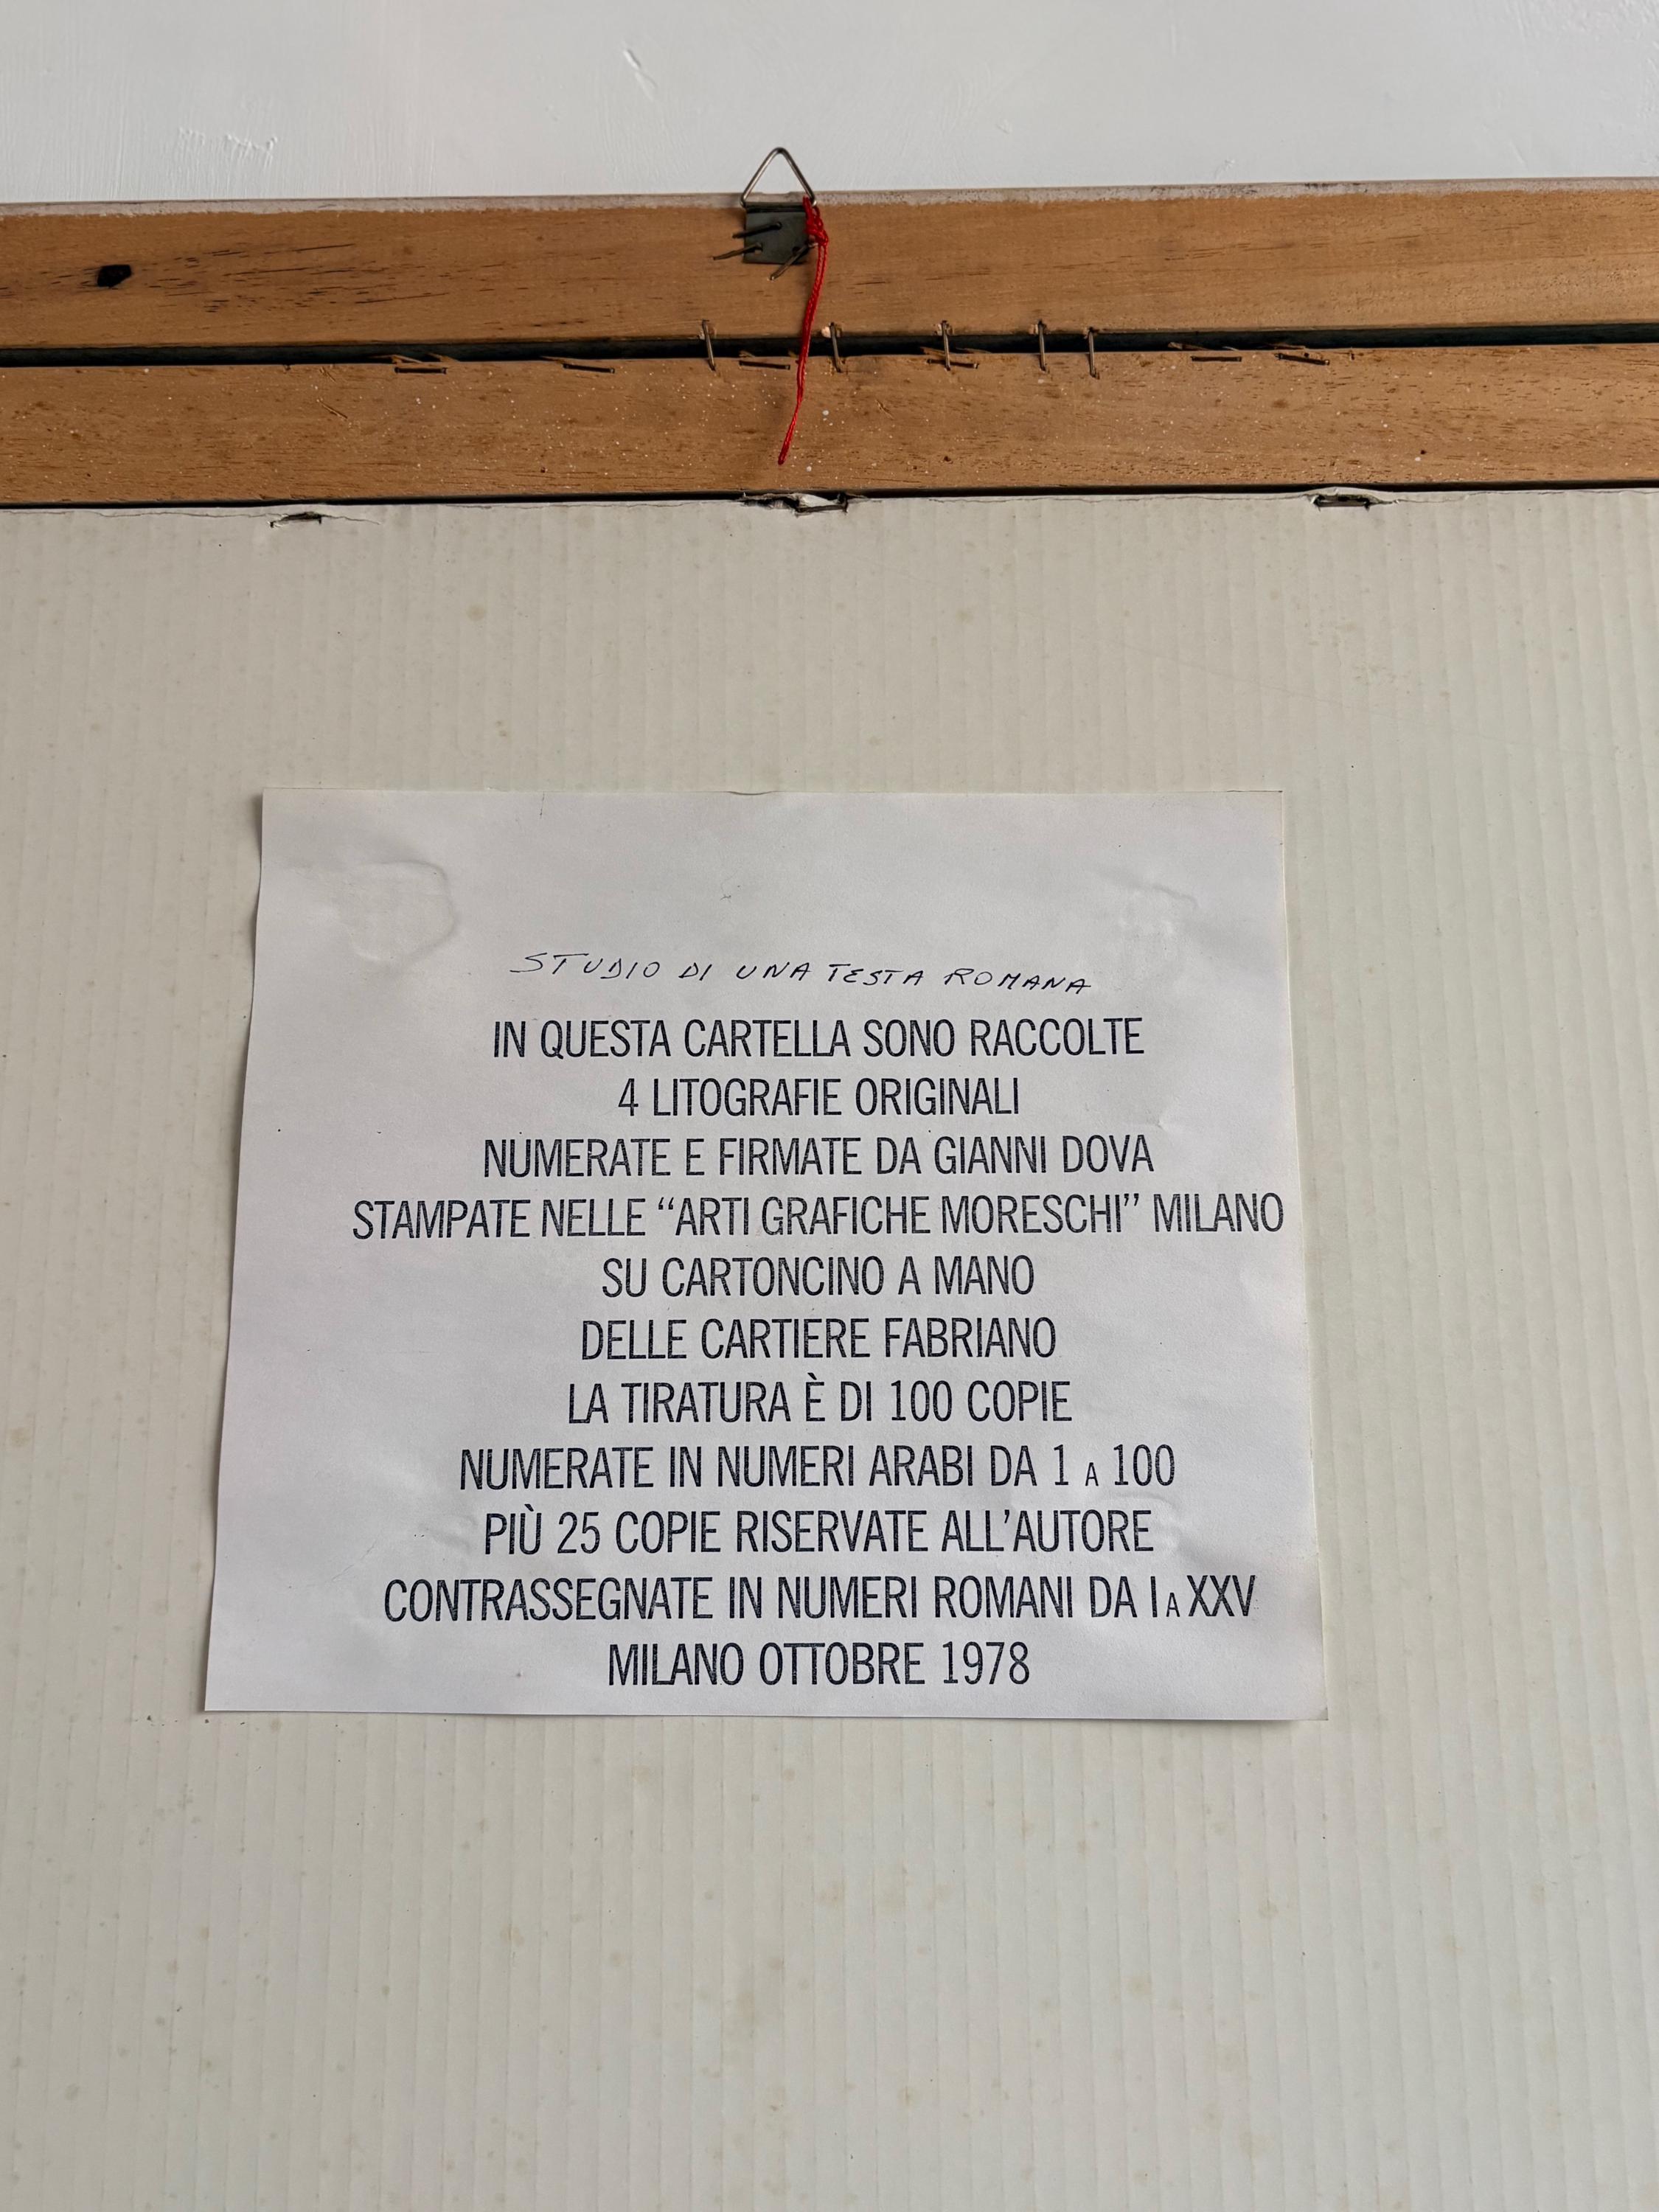 STUDIO DI UNA TESTA ROMANA
IN QUESTA CARTELLA SONO RACCOLTE
4 LITOGRAFIE ORIGINALI
NUMERATE E FIRMATE DA GIANNI DOVA
STAMPATE NELLE “ARTI GRAFICHE MORESCHI” MILANO
SU CARTONCINO A MANO
DELLE CARTIERE FABRIANO
LA TIRATURA È DI 100 COPIE
NUMERATE IN NUMERI ARABI DA 1 A 100
PIÙ 25 COPIE RISERVATE ALL’AUTORE
CONTRASSEGNATE IN NUMERI ROMANI DA I A XXV
MILANO OTTOBRE 1978